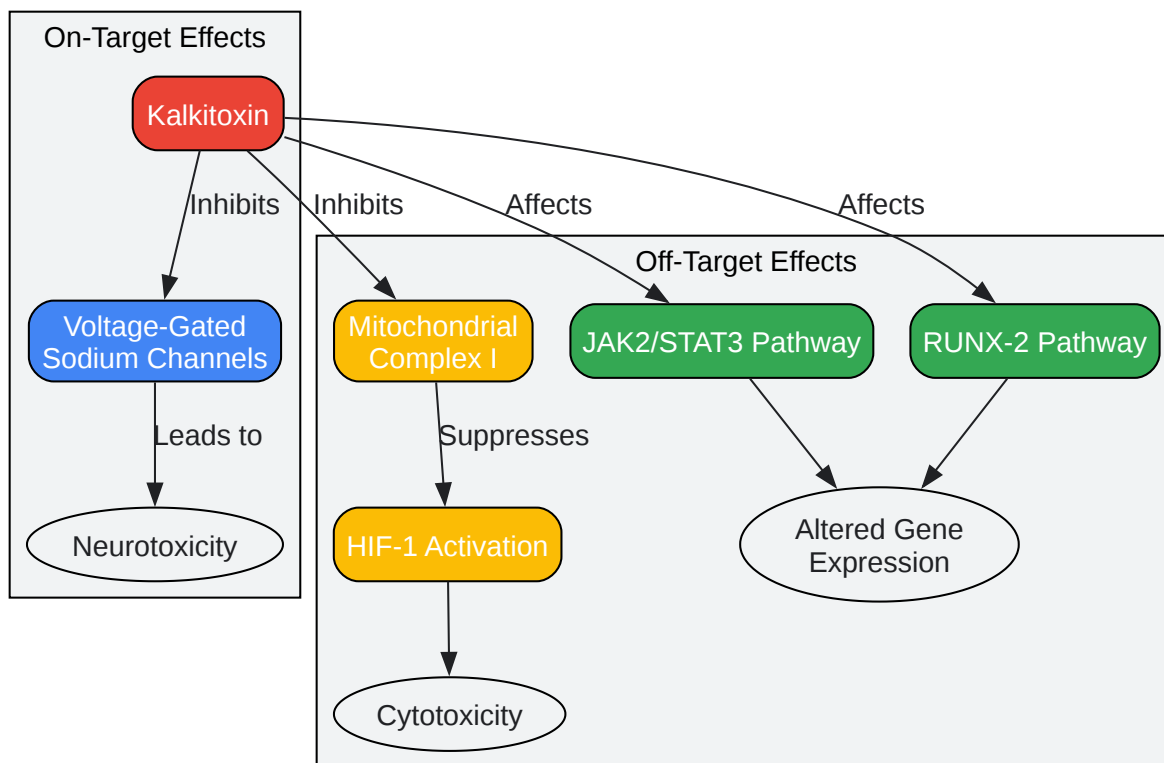 On-Target Effects
Kalkitoxin
Inhibits
Inhibits
Affects
Affects
Off-Target Effects
Voltage-Gated
Sodium Channels
Mitochondrial
Complex I
JAK2/STAT3 Pathway
RUNX-2 Pathway
Leads to
Suppresses
Neurotoxicity
HIF-1 Activation
Altered Gene
Expression
Cytotoxicity